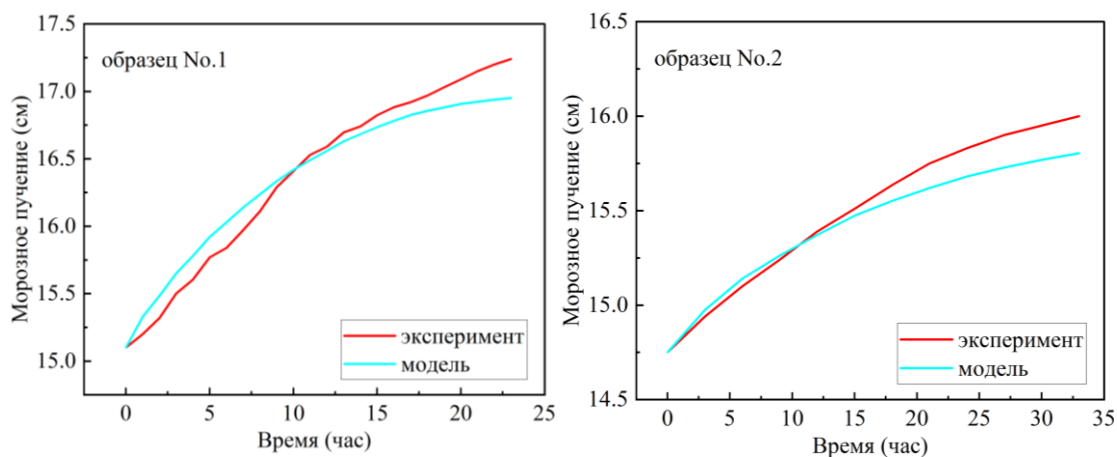 образец No.1
Морозное пучение (см)
17.5
17.0
16.5
16.0
15.5
15.0
эксперимент
модель
0 5 10 15 20 25
Время (час)
образец No.2
Морозное пучение (см)
16.5
16.0
15.5
15.0
14.5
эксперимент
модель
0 5 10 15 20 25 30 35
Время (час)